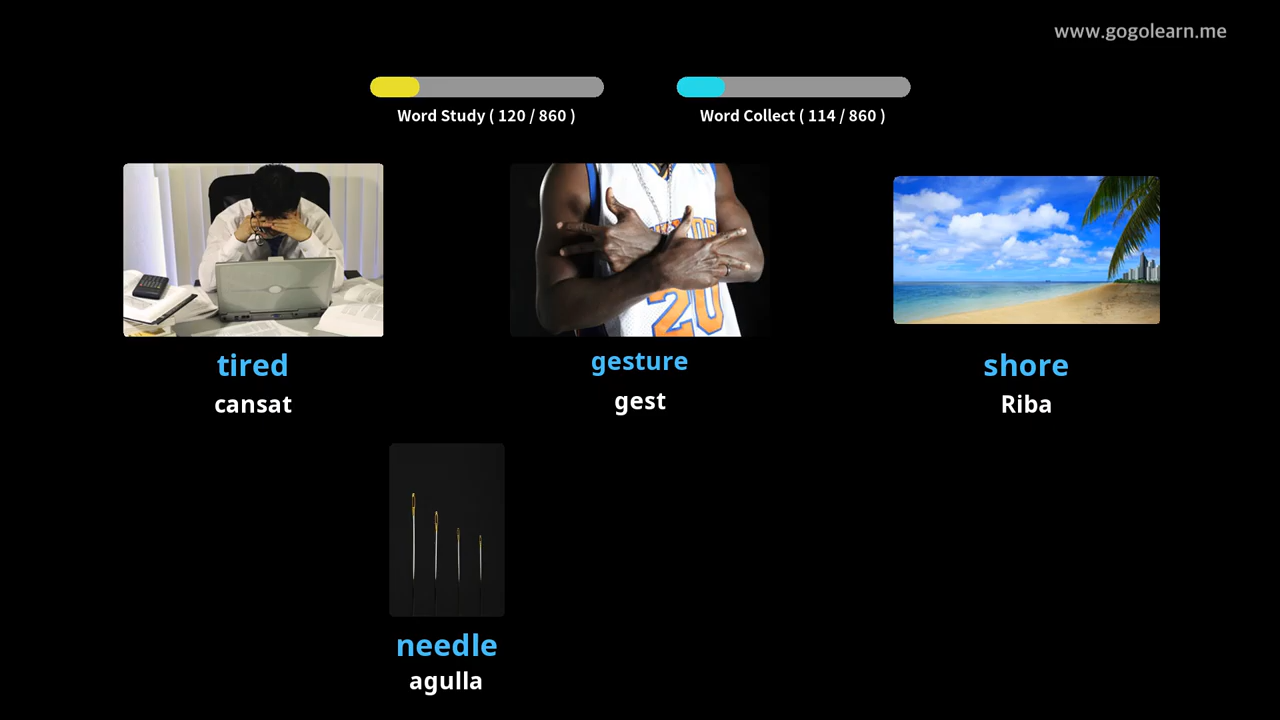 www.gogolearn.me
Word Study ( 120 / 860 )
Word Collect ( 114 / 860 )
20
tired
gesture
shore
cansat
gest
Riba
needle
agulla